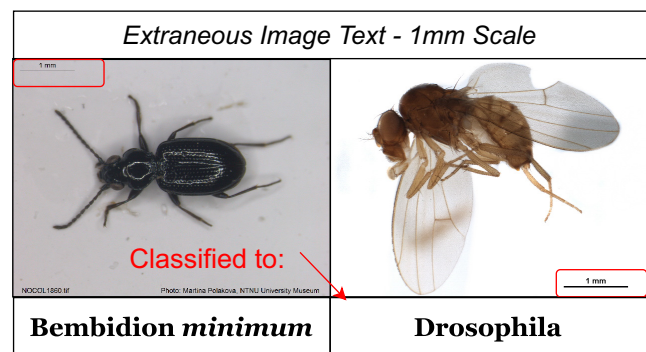 Extraneous Image Text - 1mm Scale
1 mm
Classified to:
NOCOL1860.tif
Photo: Martina Polakova, NTNU University Museum
1 mm
Bembidion minimum
Drosophila